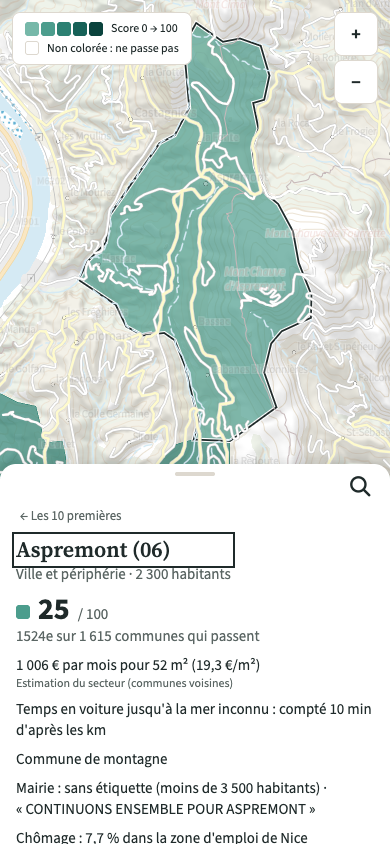 Score 0 → 100
Non colorée : ne passe pas
+
−
← Les 10 premières
Aspremont (06)
Ville et périphérie · 2 300 habitants
25 / 100
1524e sur 1 615 communes qui passent
1 006 € par mois pour 52 m² (19,3 €/m²)
Estimation du secteur (communes voisines)
Temps en voiture jusqu'à la mer inconnu : compté 10 min
d'après les km
Commune de montagne
Mairie : sans étiquette (moins de 3 500 habitants) ·
« CONTINUONS ENSEMBLE POUR ASPREMONT »
Chômage : 7,7 % dans la zone d'emploi de Nice